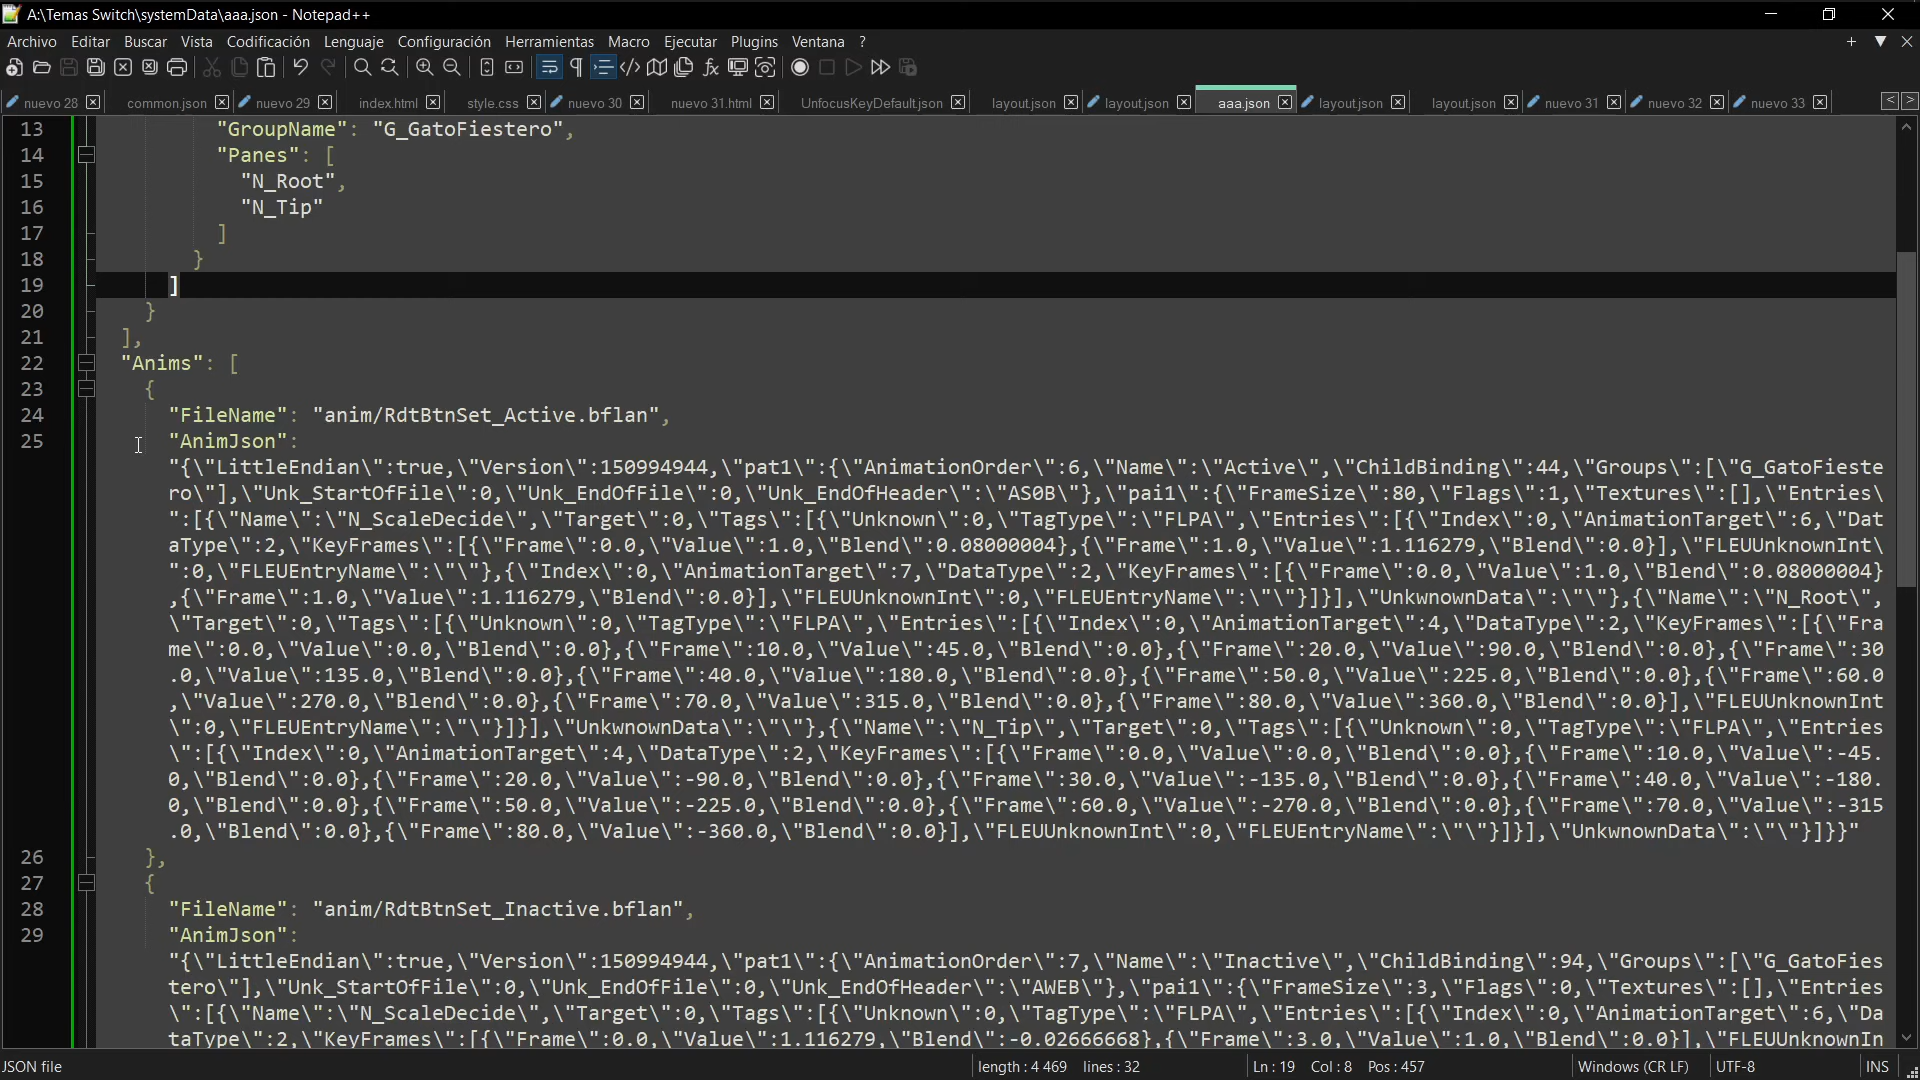 A:\Temas Switch\systemData\aaa.json - Notepad++
Archivo Editar Buscar Vista Codificación Lenguaje Configuración Herramientas Macro Ejecutar Plugins Ventana ?
nuevo 28 common.json nuevo 29 index.html style.css nuevo 30 nuevo 31.html UnfocusKeyDefault.json layout.json layout.json aaa.json layout.json layout.json nuevo 31 nuevo 32 nuevo 33
13 "GroupName": "G_GatoFiestero",
14 "Panes": [
15 "N_Root",
16 "N_Tip"
17 ]
18 }
19 ]
20 }
21 ],
22 "Anims": [
23 {
24 "FileName": "anim/RdtBtnSet_Active.bflan",
25 "AnimJson":
"{\"LittleEndian\":true,\"Version\":150994944,\"pat1\":{\"AnimationOrder\":6,\"Name\":\"Active\",\"ChildBinding\":44,\"Groups\":[\"G_GatoFieste
ro\"],\"Unk_StartOfFile\":0,\"Unk_EndOfFile\":0,\"Unk_EndOfHeader\":\"AS0B\"},\"pai1\":{\"FrameSize\":80,\"Flags\":1,\"Textures\":[],\"Entries\
":[{\"Name\":\"N_ScaleDecide\",\"Target\":0,\"Tags\":[{\"Unknown\":0,\"TagType\":\"FLPA\",\"Entries\":[{\"Index\":0,\"AnimationTarget\":6,\"Dat
aType\":2,\"KeyFrames\":[{\"Frame\":0.0,\"Value\":1.0,\"Blend\":0.08000004},{\"Frame\":1.0,\"Value\":1.116279,\"Blend\":0.0}],\"FLEUUnknownInt\
":0,\"FLEUEntryName\":\"\"},{\"Index\":0,\"AnimationTarget\":7,\"DataType\":2,\"KeyFrames\":[{\"Frame\":0.0,\"Value\":1.0,\"Blend\":0.08000004}
,{\"Frame\":1.0,\"Value\":1.116279,\"Blend\":0.0}],\"FLEUUnknownInt\":0,\"FLEUEntryName\":\"\"}]}],\"UnkwnownData\":\"\"},{\"Name\":\"N_Root\",
\"Target\":0,\"Tags\":[{\"Unknown\":0,\"TagType\":\"FLPA\",\"Entries\":[{\"Index\":0,\"AnimationTarget\":4,\"DataType\":2,\"KeyFrames\":[{\"Fra
me\":0.0,\"Value\":0.0,\"Blend\":0.0},{\"Frame\":10.0,\"Value\":45.0,\"Blend\":0.0},{\"Frame\":20.0,\"Value\":90.0,\"Blend\":0.0},{\"Frame\":30
.0,\"Value\":135.0,\"Blend\":0.0},{\"Frame\":40.0,\"Value\":180.0,\"Blend\":0.0},{\"Frame\":50.0,\"Value\":225.0,\"Blend\":0.0},{\"Frame\":60.0
,\"Value\":270.0,\"Blend\":0.0},{\"Frame\":70.0,\"Value\":315.0,\"Blend\":0.0},{\"Frame\":80.0,\"Value\":360.0,\"Blend\":0.0}],\"FLEUUnknownInt
\":0,\"FLEUEntryName\":\"\"}]}],\"UnkwnownData\":\"\"},{\"Name\":\"N_Tip\",\"Target\":0,\"Tags\":[{\"Unknown\":0,\"TagType\":\"FLPA\",\"Entries
\":[{\"Index\":0,\"AnimationTarget\":4,\"DataType\":2,\"KeyFrames\":[{\"Frame\":0.0,\"Value\":0.0,\"Blend\":0.0},{\"Frame\":10.0,\"Value\":-45.
0,\"Blend\":0.0},{\"Frame\":20.0,\"Value\":-90.0,\"Blend\":0.0},{\"Frame\":30.0,\"Value\":-135.0,\"Blend\":0.0},{\"Frame\":40.0,\"Value\":-180.
0,\"Blend\":0.0},{\"Frame\":50.0,\"Value\":-225.0,\"Blend\":0.0},{\"Frame\":60.0,\"Value\":-270.0,\"Blend\":0.0},{\"Frame\":70.0,\"Value\":-315
.0,\"Blend\":0.0},{\"Frame\":80.0,\"Value\":-360.0,\"Blend\":0.0}],\"FLEUUnknownInt\":0,\"FLEUEntryName\":\"\"}]}],\"UnkwnownData\":\"\"}]}}"
26 },
27 {
28 "FileName": "anim/RdtBtnSet_Inactive.bflan",
29 "AnimJson":
"{\"LittleEndian\":true,\"Version\":150994944,\"pat1\":{\"AnimationOrder\":7,\"Name\":\"Inactive\",\"ChildBinding\":94,\"Groups\":[\"G_GatoFies
tero\"],\"Unk_StartOfFile\":0,\"Unk_EndOfFile\":0,\"Unk_EndOfHeader\":\"AWEB\"},\"pai1\":{\"FrameSize\":3,\"Flags\":0,\"Textures\":[],\"Entries
\":[{\"Name\":\"N_ScaleDecide\",\"Target\":0,\"Tags\":[{\"Unknown\":0,\"TagType\":\"FLPA\",\"Entries\":[{\"Index\":0,\"AnimationTarget\":6,\"Da
taType\":2,\"KeyFrames\":[{\"Frame\":0.0,\"Value\":1.116279,\"Blend\":-0.02666668},{\"Frame\":3.0,\"Value\":1.0,\"Blend\":0.0}],\"FLEUUnknownIn
JSON file length : 4 469 lines : 32 Ln : 19 Col : 8 Pos : 457 Windows (CR LF) UTF-8 INS